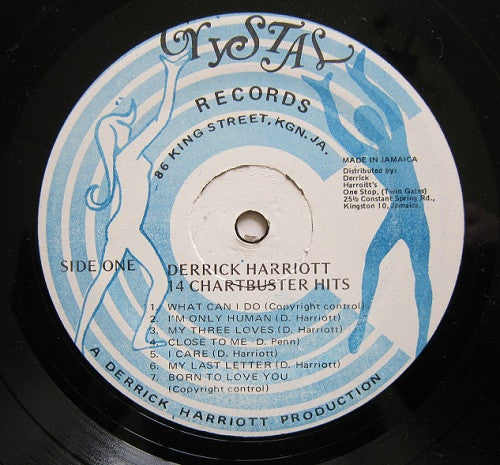 CRYSTAL
RECORDS
86 KING STREET, KGN. JA.
MADE IN JAMAICA
Distributed by:
Derrick
Harroitt's
One Stop, (Twin Gates)
25½ Constant Spring Rd.,
Kingston 10, Jamaica.
SIDE ONE
DERRICK HARRIOTT
14 CHARTBUSTER HITS
1. WHAT CAN I DO (Copyright control)
2. I'M ONLY HUMAN (D. Harriott)
3. MY THREE LOVES (D. Harriott)
4. CLOSE TO ME (D. Penn)
5. I CARE (D. Harriott)
6. MY LAST LETTER (D. Harriott)
7. BORN TO LOVE YOU.
(Copyright control)
A DERRICK HARRIOTT PRODUCTION